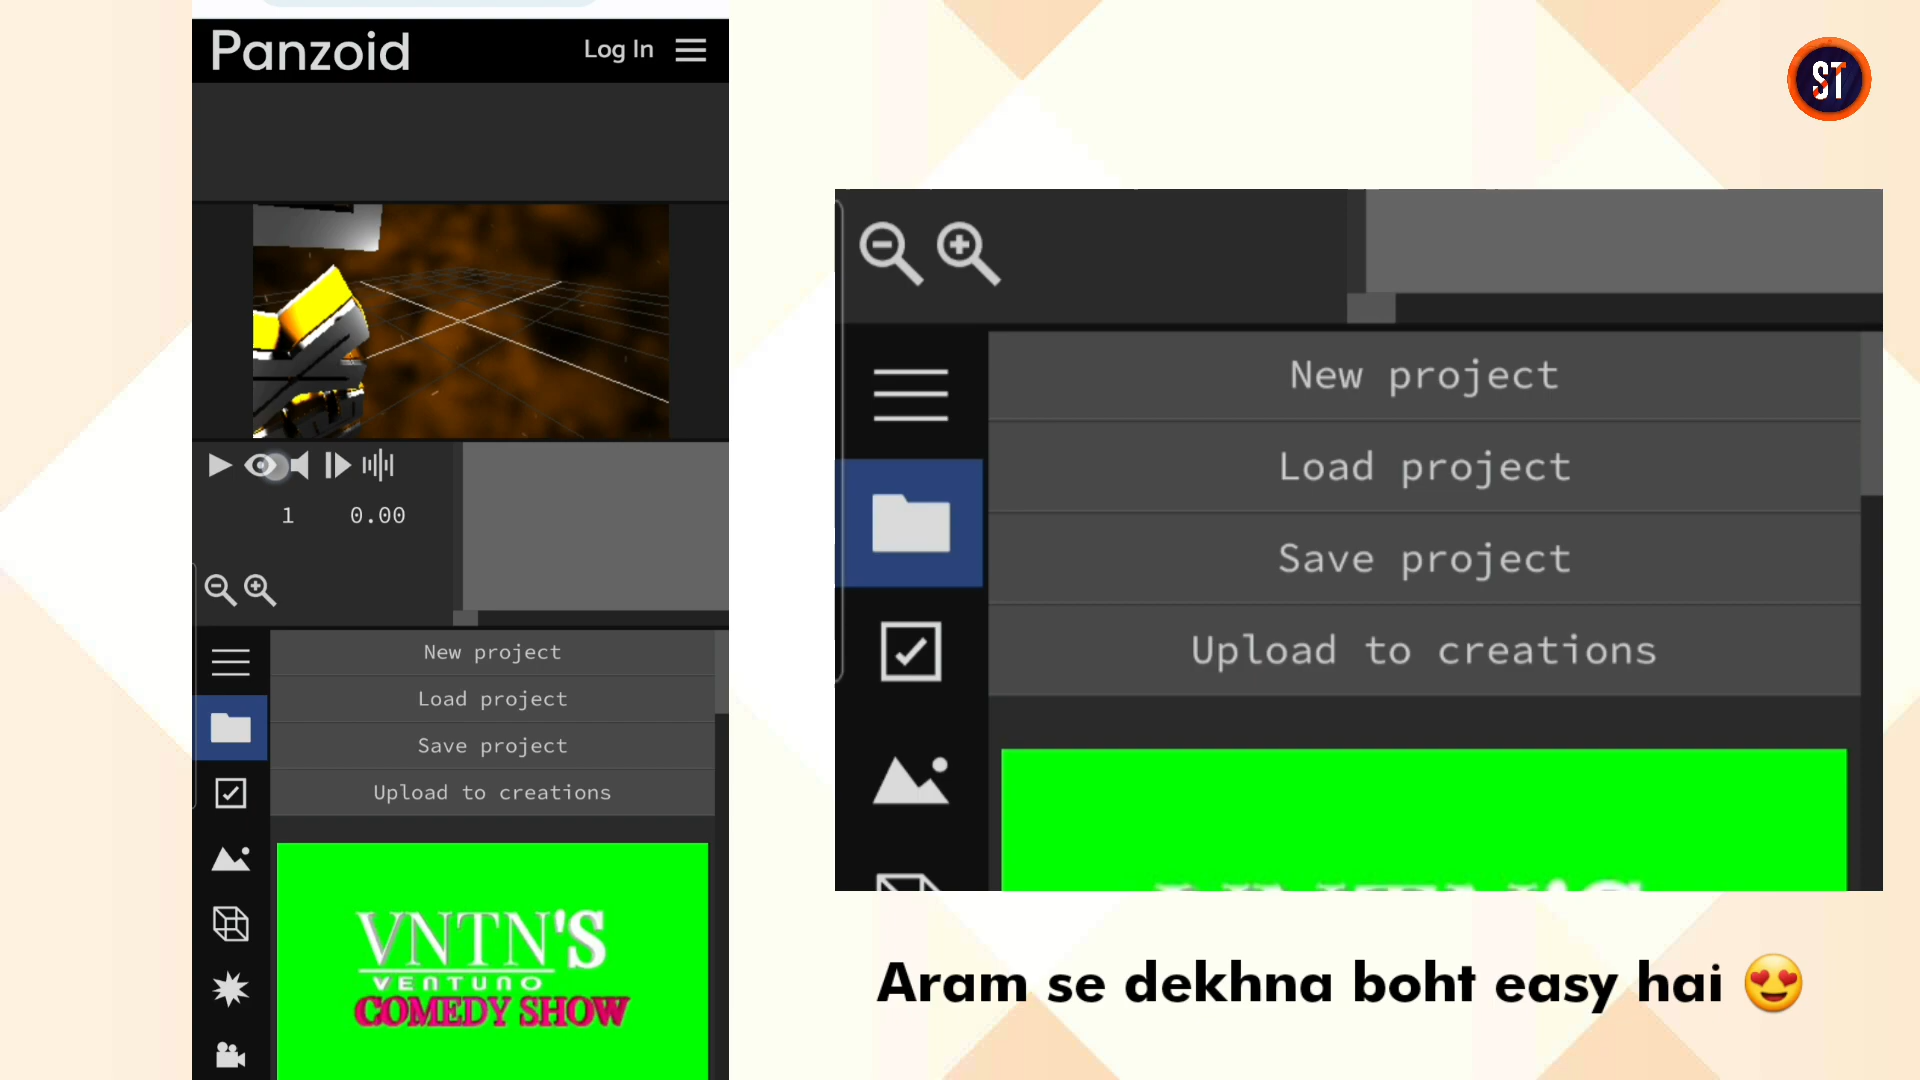 Panzoid
Log In
1 0.00
New project
Load project
Save project
Upload to creations
VNTN'S
VENTUNO
COMEDY SHOW
ST
New project
Load project
Save project
Upload to creations
Aram se dekhna boht easy hai 😍